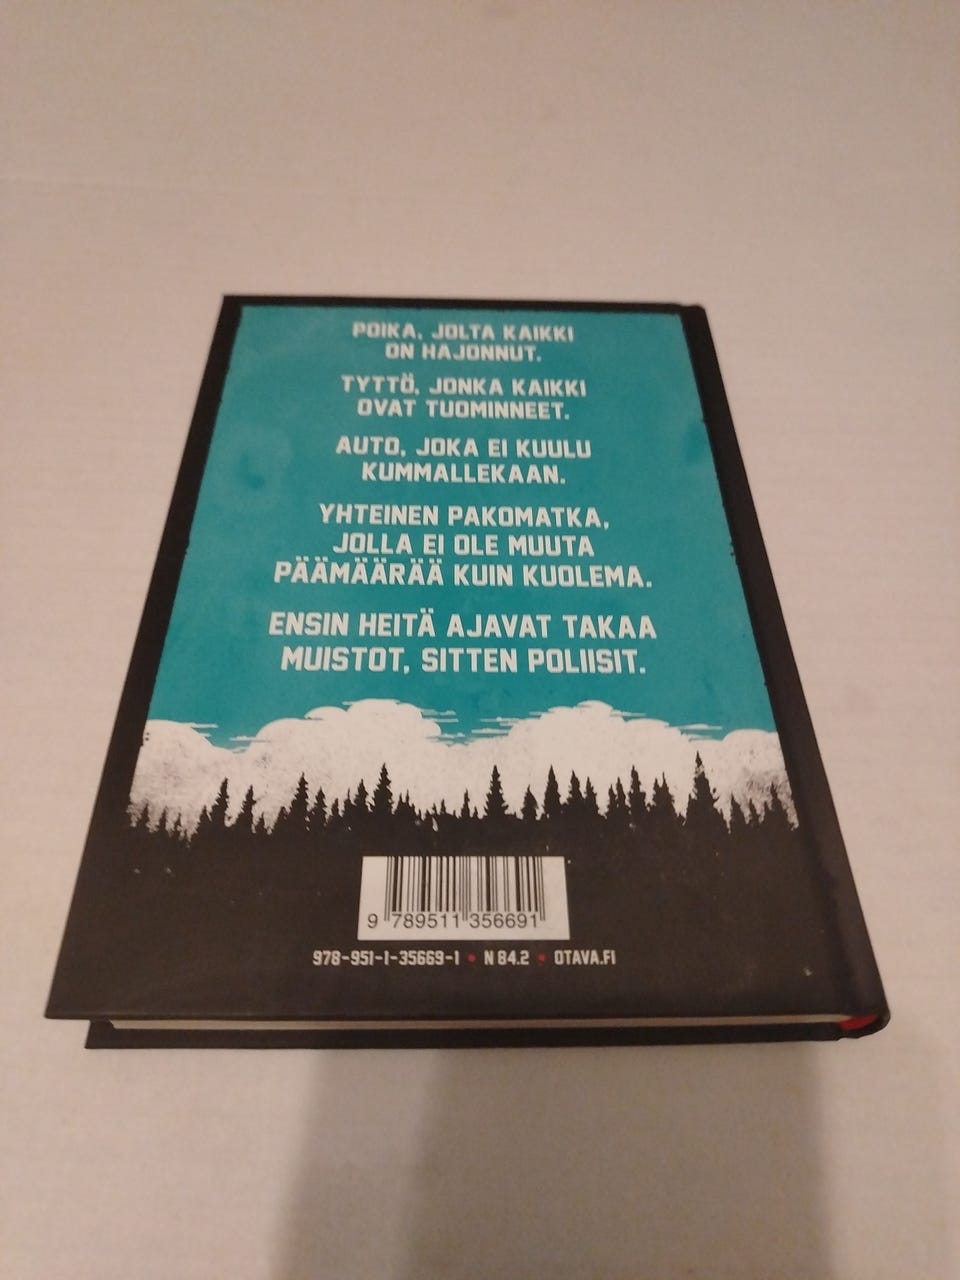 POIKA, JOLTA KAIKKI
ON HAJONNUT.
TYTTÖ, JONKA KAIKKI
OVAT TUOMINNEET.
AUTO, JOKA EI KUULU
KUMMALLEKAAN.
YHTEINEN PAKOMATKA,
JOLLA EI OLE MUUTA
PÄÄMÄÄRÄÄ KUIN KUOLEMA.
ENSIN HEITÄ AJAVAT TAKAA
MUISTOT, SITTEN POLIISIT.
9 789511 356691
978-951-1-35669-1 • N 84.2 • OTAVA.FI